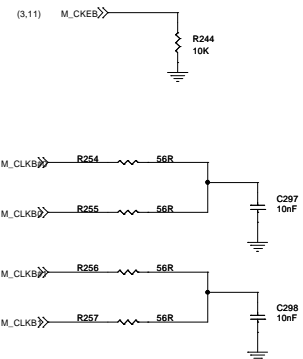 (3,11) M_CKEB
R244
10K
M_CLKB R254 56R
C297
10nF
M_CLKB R255 56R
M_CLKB R256 56R
C298
10nF
M_CLKB R257 56R